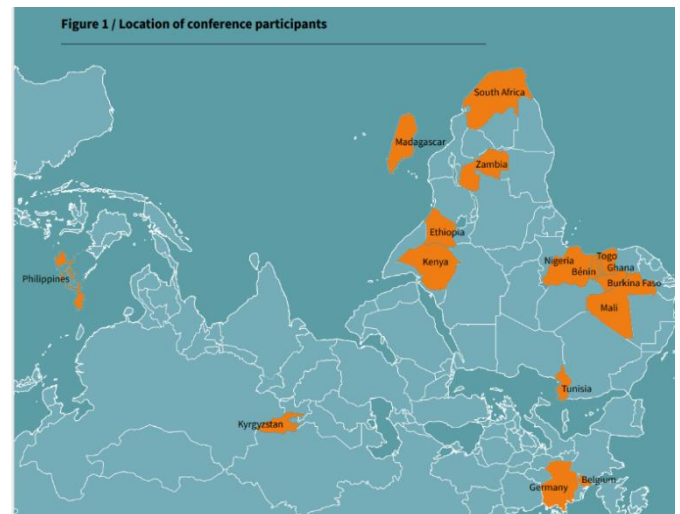 Figure 1 / Location of conference participants
South Africa
Madagascar
Zambia
Ethiopia
Kenya
Nigeria
Togo
Bénin
Ghana
Burkina Faso
Mali
Philippines
Tunisia
Kyrgyzstan
Germany
Belgium